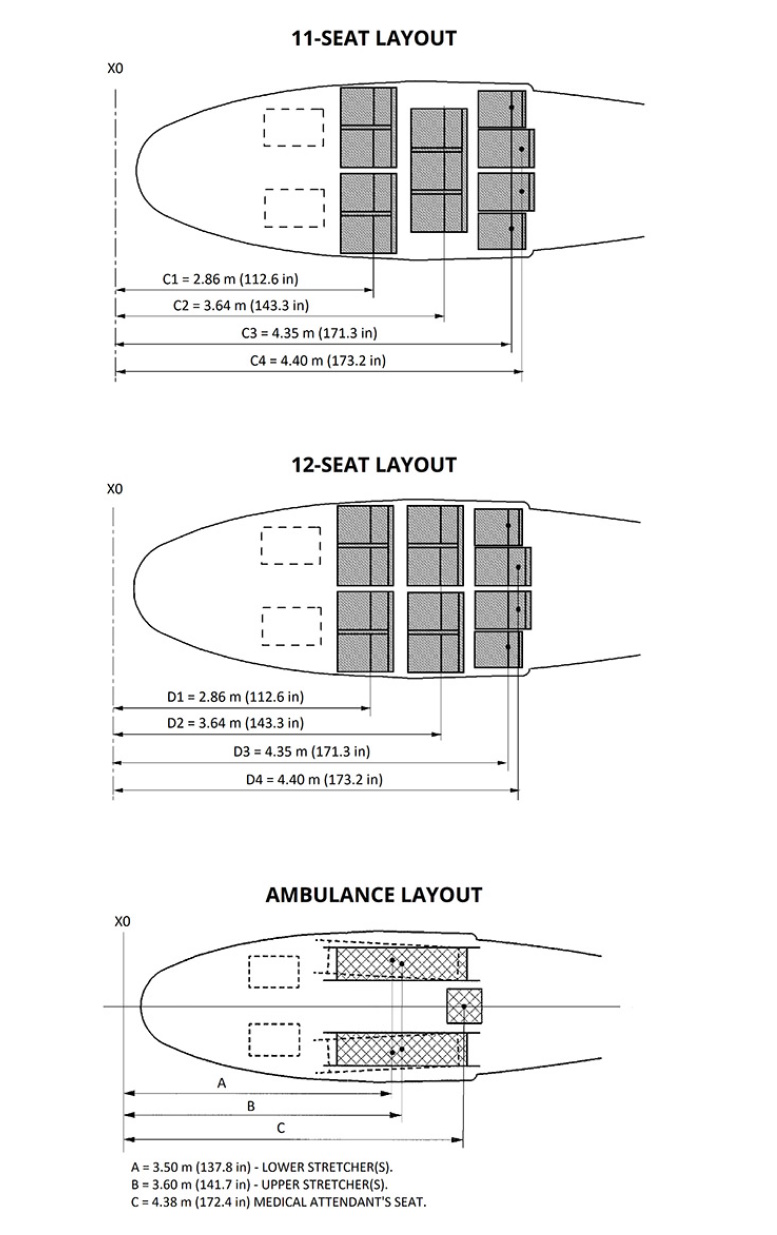 11-SEAT LAYOUT
X0
C1 = 2.86 m (112.6 in)
C2 = 3.64 m (143.3 in)
C3 = 4.35 m (171.3 in)
C4 = 4.40 m (173.2 in)
12-SEAT LAYOUT
X0
D1 = 2.86 m (112.6 in)
D2 = 3.64 m (143.3 in)
D3 = 4.35 m (171.3 in)
D4 = 4.40 m (173.2 in)
AMBULANCE LAYOUT
X0
A
B
C
A = 3.50 m (137.8 in) - LOWER STRETCHER(S).
B = 3.60 m (141.7 in) - UPPER STRETCHER(S).
C = 4.38 m (172.4 in) MEDICAL ATTENDANT'S SEAT.